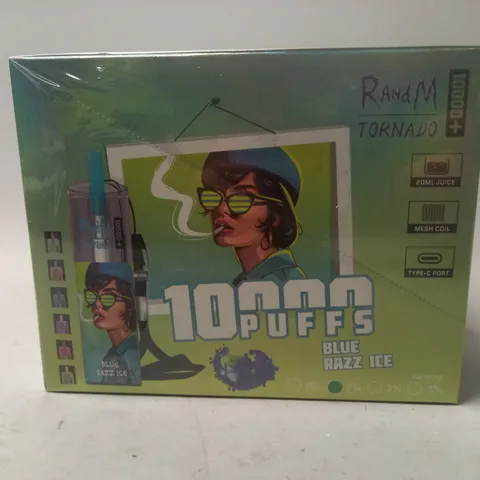 RANDM
TORNADO
10000+
20ML JUICE
MESH COIL
TYPE-C PORT
10000
PUFFS
BLUE
RAZZ ICE
BLUE
RAZZ ICE